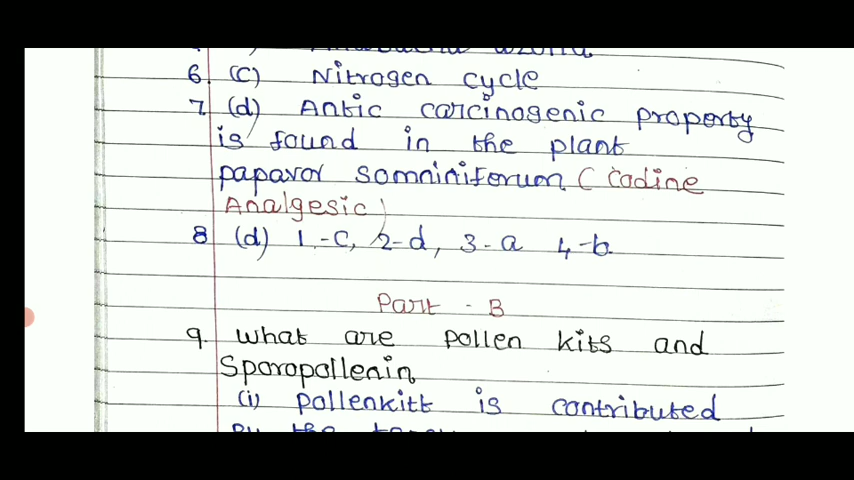 6. (C) Nitrogen cycle
7. (d) Antic carcinogenic property
is found in the plant
papavor somniniforum (Codine
Analgesic)
8 (d) 1-C, 2-d, 3-a 4-b.
Part - B
9. What are pollen kits and
Sporopollenin
(i) pollenkitt is contributed